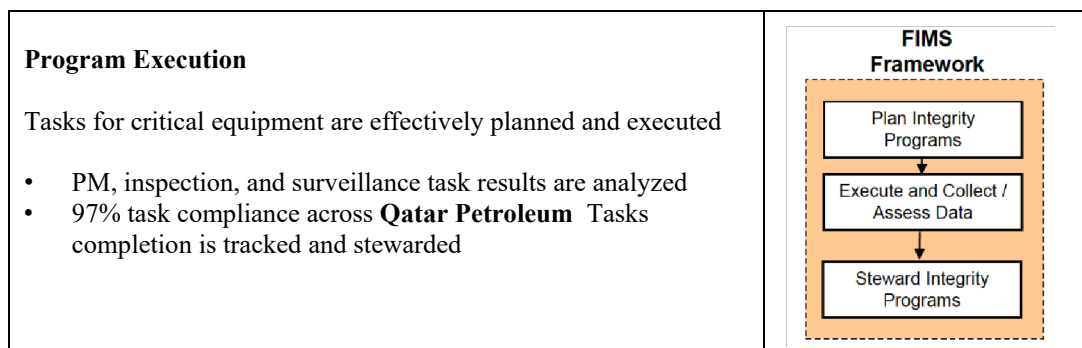 Program Execution
Tasks for critical equipment are effectively planned and executed
• PM, inspection, and surveillance task results are analyzed
• 97% task compliance across Qatar Petroleum Tasks
completion is tracked and stewarded
FIMS
Framework
Plan Integrity
Programs
Execute and Collect /
Assess Data
Steward Integrity
Programs